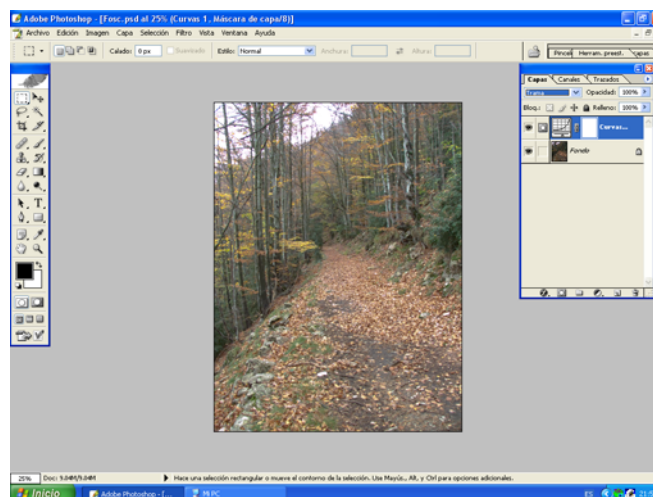 Adobe Photoshop - [Fosc.psd al 25% (Curvas 1, Máscara de capa/8)]
Archivo Edición Imagen Capa Selección Filtro Vista Ventana Ayuda
Calado: 0 px Suavizado Estilo: Normal Anchura: Altura: Pincel Herram. preest. Capas
Capas Canales Trazados
Trama Opacidad: 100%
Bloq.: Relleno: 100%
Curvas...
Fondo
25% Doc: 9.04M/9.04M Hace una selección rectangular o mueve el contorno de la selección. Use Mayús., Alt, y Ctrl para opciones adicionales.
Inicio Adobe Photoshop - [... Mi PC ES